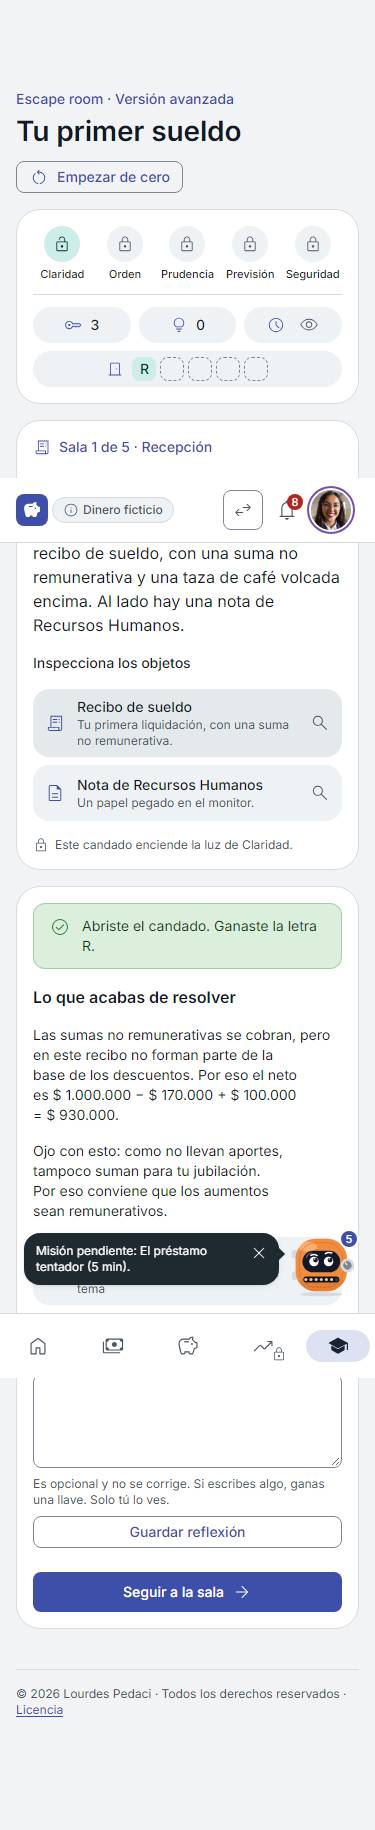 Escape room · Versión avanzada
Tu primer sueldo
Empezar de cero
Claridad
Orden
Prudencia
Previsión
Seguridad
3
0
R
Sala 1 de 5 · Recepción
Dinero ficticio
8
recibo de sueldo, con una suma no
remunerativa y una taza de café volcada
encima. Al lado hay una nota de
Recursos Humanos.
Inspecciona los objetos
Recibo de sueldo
Tu primera liquidación, con una suma
no remunerativa.
Nota de Recursos Humanos
Un papel pegado en el monitor.
Este candado enciende la luz de Claridad.
Abriste el candado. Ganaste la letra
R.
Lo que acabas de resolver
Las sumas no remunerativas se cobran, pero
en este recibo no forman parte de la
base de los descuentos. Por eso el neto
es $ 1.000.000 − $ 170.000 + $ 100.000
= $ 930.000.
Ojo con esto: como no llevan aportes,
tampoco suman para tu jubilación.
Por eso conviene que los aumentos
sean remunerativos.
Misión pendiente: El préstamo
tentador (5 min).
5
tema
Es opcional y no se corrige. Si escribes algo, ganas
una llave. Solo tú lo ves.
Guardar reflexión
Seguir a la sala
© 2026 Lourdes Pedaci · Todos los derechos reservados ·
Licencia